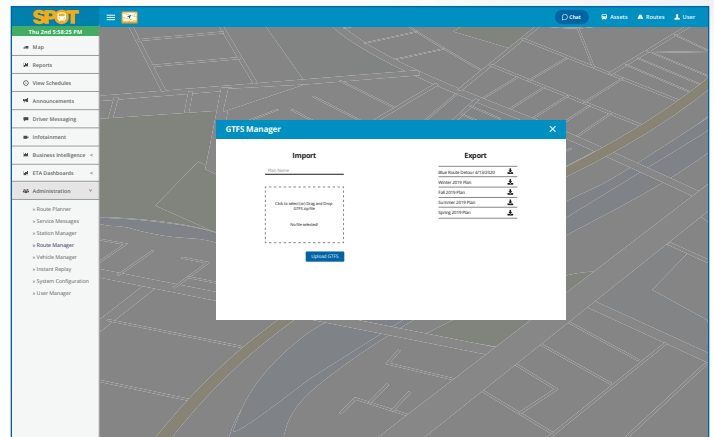 SPOT
Thu 2nd 5:58:25 PM
Chat
Assets
Routes
User
Map
Reports
View Schedules
Announcements
Driver Messaging
Infotainment
Business Intelligence <
ETA Dashboards <
Administration ˅
» Route Planner
» Service Messages
» Station Manager
» Route Manager
» Vehicle Manager
» Instant Replay
» System Configuration
» User Manager
GTFS Manager
Import
Plan Name
Click to select (or) Drag and Drop
GTFS zip file
No file selected!
Upload GTFS
Export
Blue Route Detour 4/13/2020
Winter 2019 Plan
Fall 2019 Plan
Summer 2019 Plan
Spring 2019 Plan